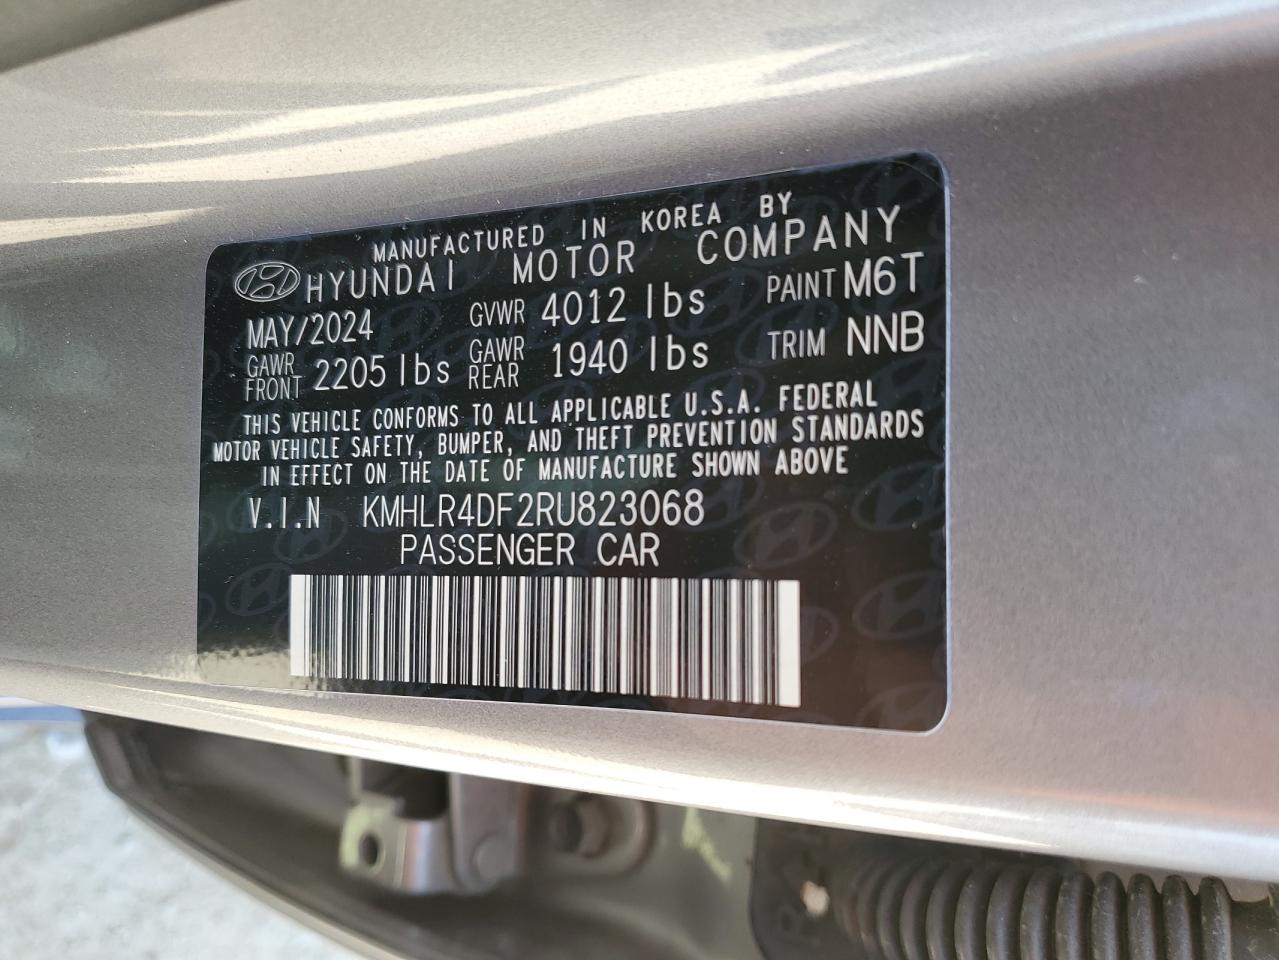 MANUFACTURED IN KOREA BY
HYUNDAI MOTOR COMPANY
MAY/2024 GVWR 4012 lbs PAINT M6T
GAWR FRONT 2205 lbs GAWR REAR 1940 lbs TRIM NNB
THIS VEHICLE CONFORMS TO ALL APPLICABLE U.S.A. FEDERAL
MOTOR VEHICLE SAFETY, BUMPER, AND THEFT PREVENTION STANDARDS
IN EFFECT ON THE DATE OF MANUFACTURE SHOWN ABOVE
V.I.N KMHLR4DF2RU823068
PASSENGER CAR